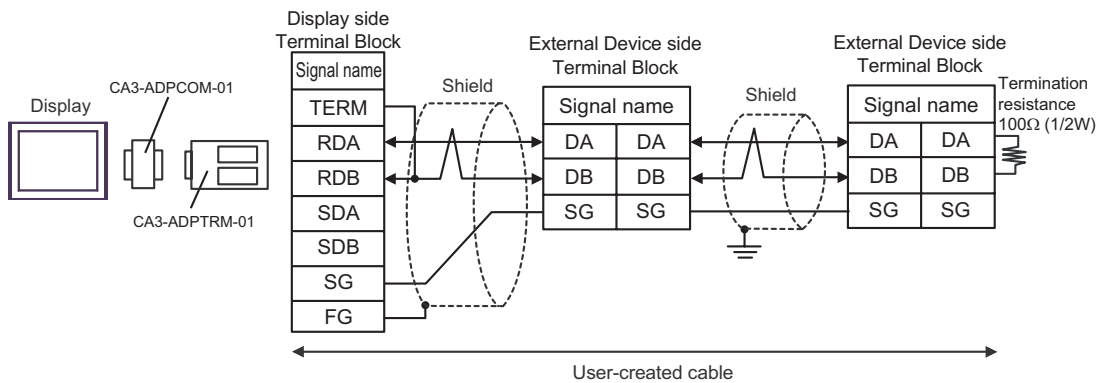 Display
CA3-ADPCOM-01
CA3-ADPTRM-01
Display side
Terminal Block
Signal name
TERM
RDA
RDB
SDA
SDB
SG
FG
Shield
External Device side
Terminal Block
Signal name
DA DA
DB DB
SG SG
Shield
External Device side
Terminal Block
Signal name
DA DA
DB DB
SG SG
Termination
resistance
100Ω (1/2W)
User-created cable